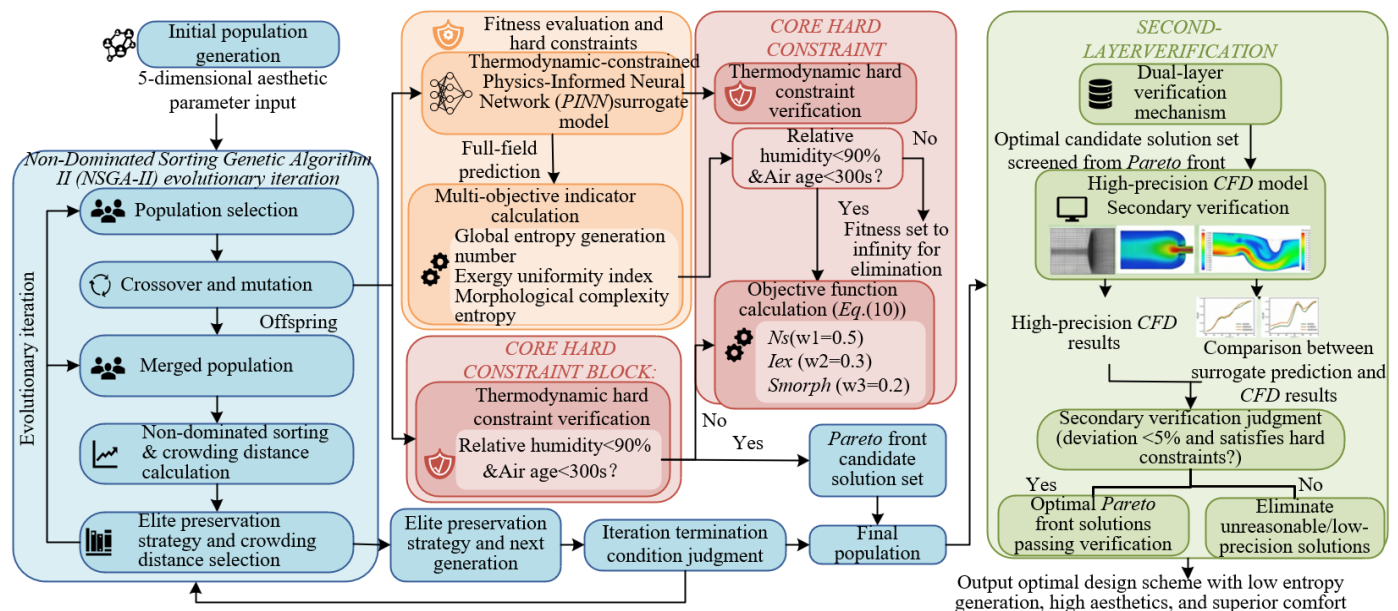 Initial population
generation
5-dimensional aesthetic
parameter input
Non-Dominated Sorting Genetic Algorithm
II (NSGA-II) evolutionary iteration
Evolutionary iteration
Population selection
Crossover and mutation
Offspring
Merged population
Non-dominated sorting
& crowding distance
calculation
Elite preservation
strategy and crowding
distance selection
Fitness evaluation and
hard constraints
Thermodynamic-constrained
Physics-Informed Neural
Network (PINN)surrogate
model
Full-field
prediction
Multi-objective indicator
calculation
Global entropy generation
number
Exergy uniformity index
Morphological complexity
entropy
CORE HARD
CONSTRAINT BLOCK:
Thermodynamic hard
constraint verification
Relative humidity<90%
&Air age<300s?
No
Yes
CORE HARD
CONSTRAINT
Thermodynamic hard
constraint
verification
Relative
humidity<90%
&Air age<300s?
No
Yes
Fitness set to
infinity for
elimination
Objective function
calculation (Eq.(10))
Ns(w1=0.5)
Iex (w2=0.3)
Smorph (w3=0.2)
Pareto front
candidate
solution set
Elite preservation
strategy and next
generation
Iteration termination
condition judgment
Final
population
SECOND-
LAYERVERIFICATION
Dual-layer
verification
mechanism
Optimal candidate solution set
screened from Pareto front
High-precision CFD model
Secondary verification
High-precision CFD
results
Comparison between
surrogate prediction and
CFD results
Secondary verification judgment
(deviation <5% and satisfies hard
constraints?)
Yes
No
Optimal Pareto
front solutions
passing verification
Eliminate
unreasonable/low-
precision solutions
Output optimal design scheme with low entropy
generation, high aesthetics, and superior comfort